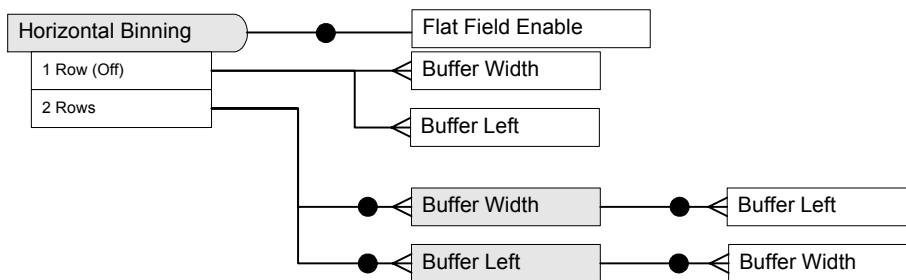 Horizontal Binning
Flat Field Enable
1 Row (Off)
Buffer Width
2 Rows
Buffer Left
Buffer Width
Buffer Left
Buffer Left
Buffer Width